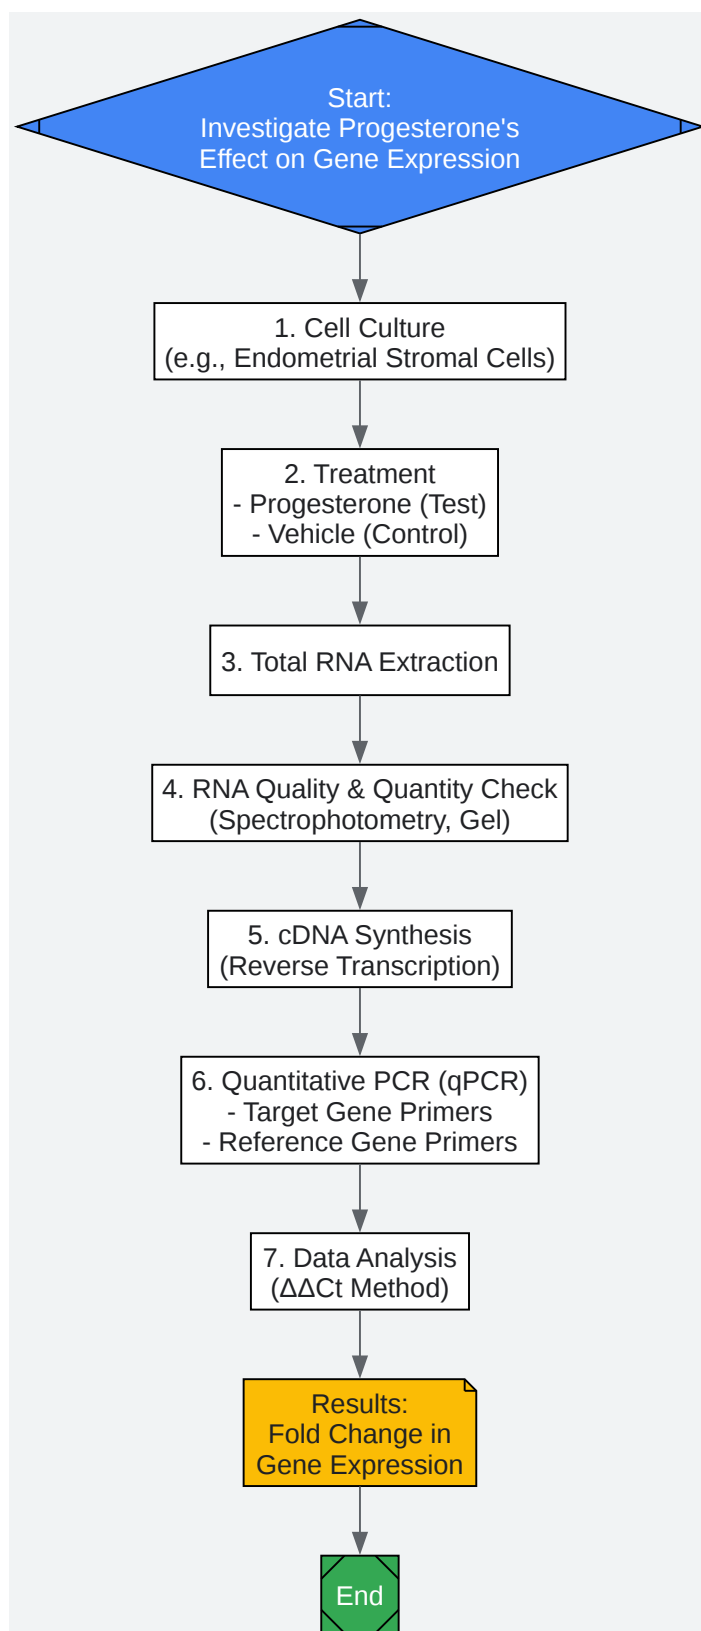 Start:
Investigate Progesterone's
Effect on Gene Expression
1. Cell Culture
(e.g., Endometrial Stromal Cells)
2. Treatment
- Progesterone (Test)
- Vehicle (Control)
3. Total RNA Extraction
4. RNA Quality & Quantity Check
(Spectrophotometry, Gel)
5. cDNA Synthesis
(Reverse Transcription)
6. Quantitative PCR (qPCR)
- Target Gene Primers
- Reference Gene Primers
7. Data Analysis
(ΔΔCt Method)
Results:
Fold Change in
Gene Expression
End